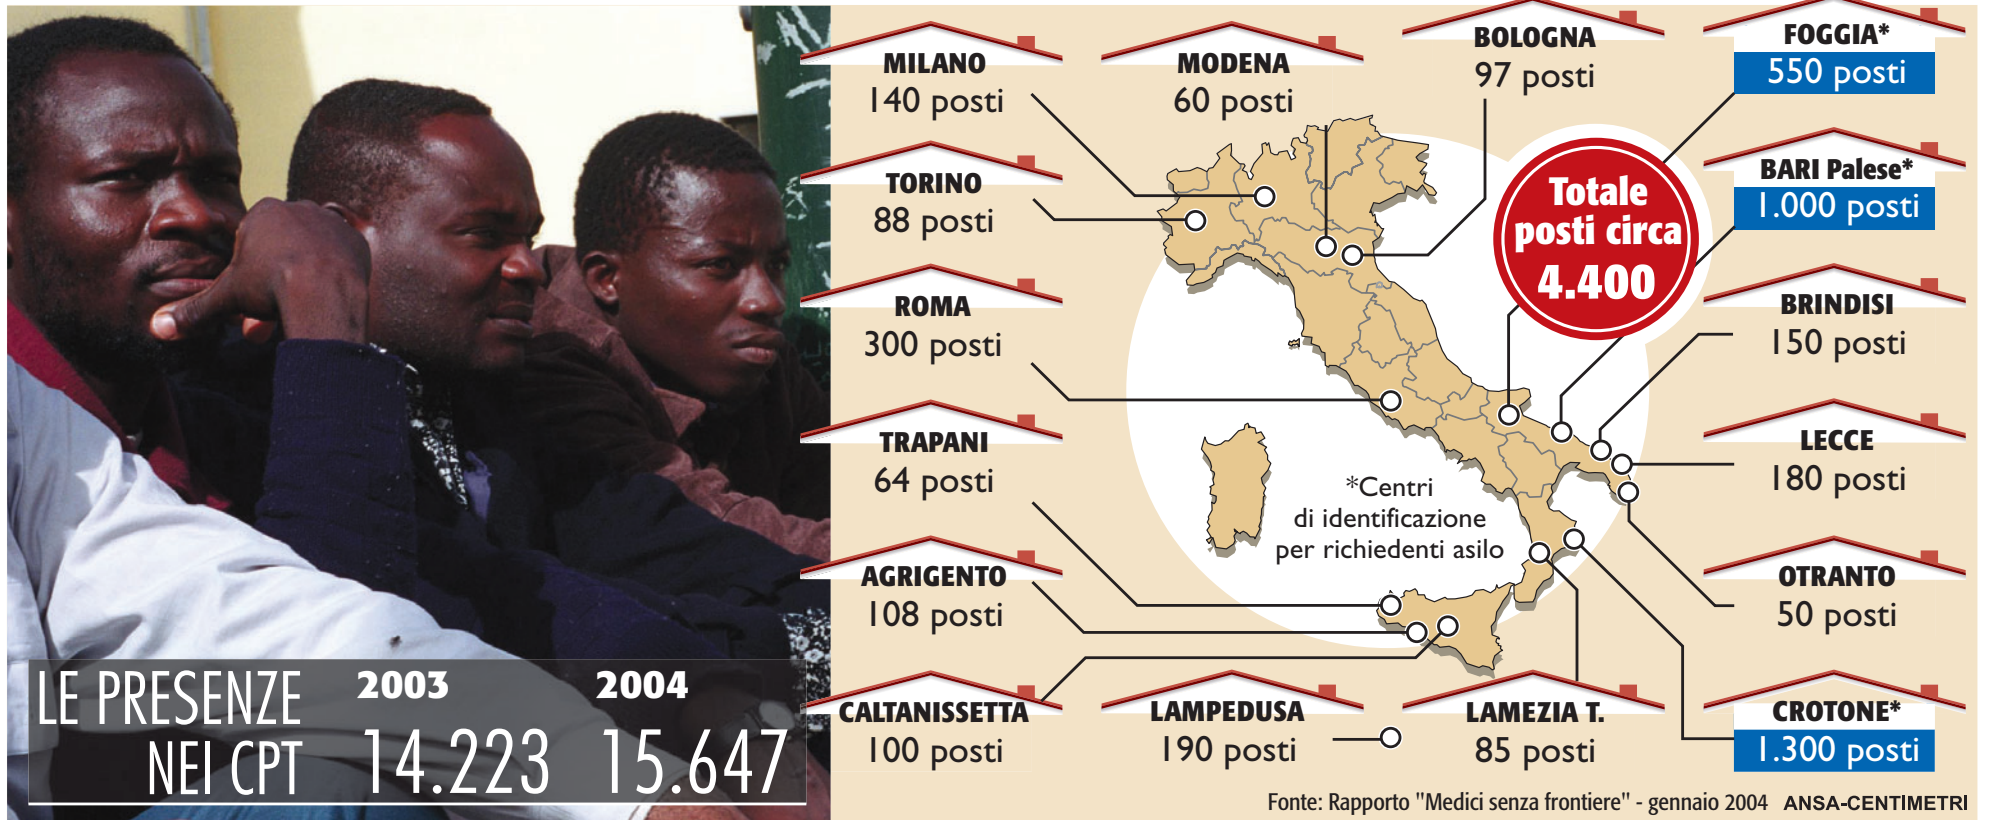 MILANO
140 posti
MODENA
60 posti
BOLOGNA
97 posti
FOGGIA*
550 posti
TORINO
88 posti
Totale
posti circa
4.400
BARI Palese*
1.000 posti
ROMA
300 posti
BRINDISI
150 posti
TRAPANI
64 posti
LECCE
180 posti
*Centri
di identificazione
per richiedenti asilo
AGRIGENTO
108 posti
OTRANTO
50 posti
CALTANISSETTA
100 posti
LAMPEDUSA
190 posti
LAMEZIA T.
85 posti
CROTONE*
1.300 posti
LE PRESENZE
NEI CPT
2003
14.223
2004
15.647
Fonte: Rapporto "Medici senza frontiere" - gennaio 2004 ANSA-CENTIMETRI